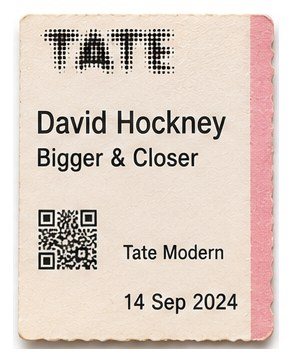 TATE
David Hockney
Bigger & Closer
Tate Modern
14 Sep 2024